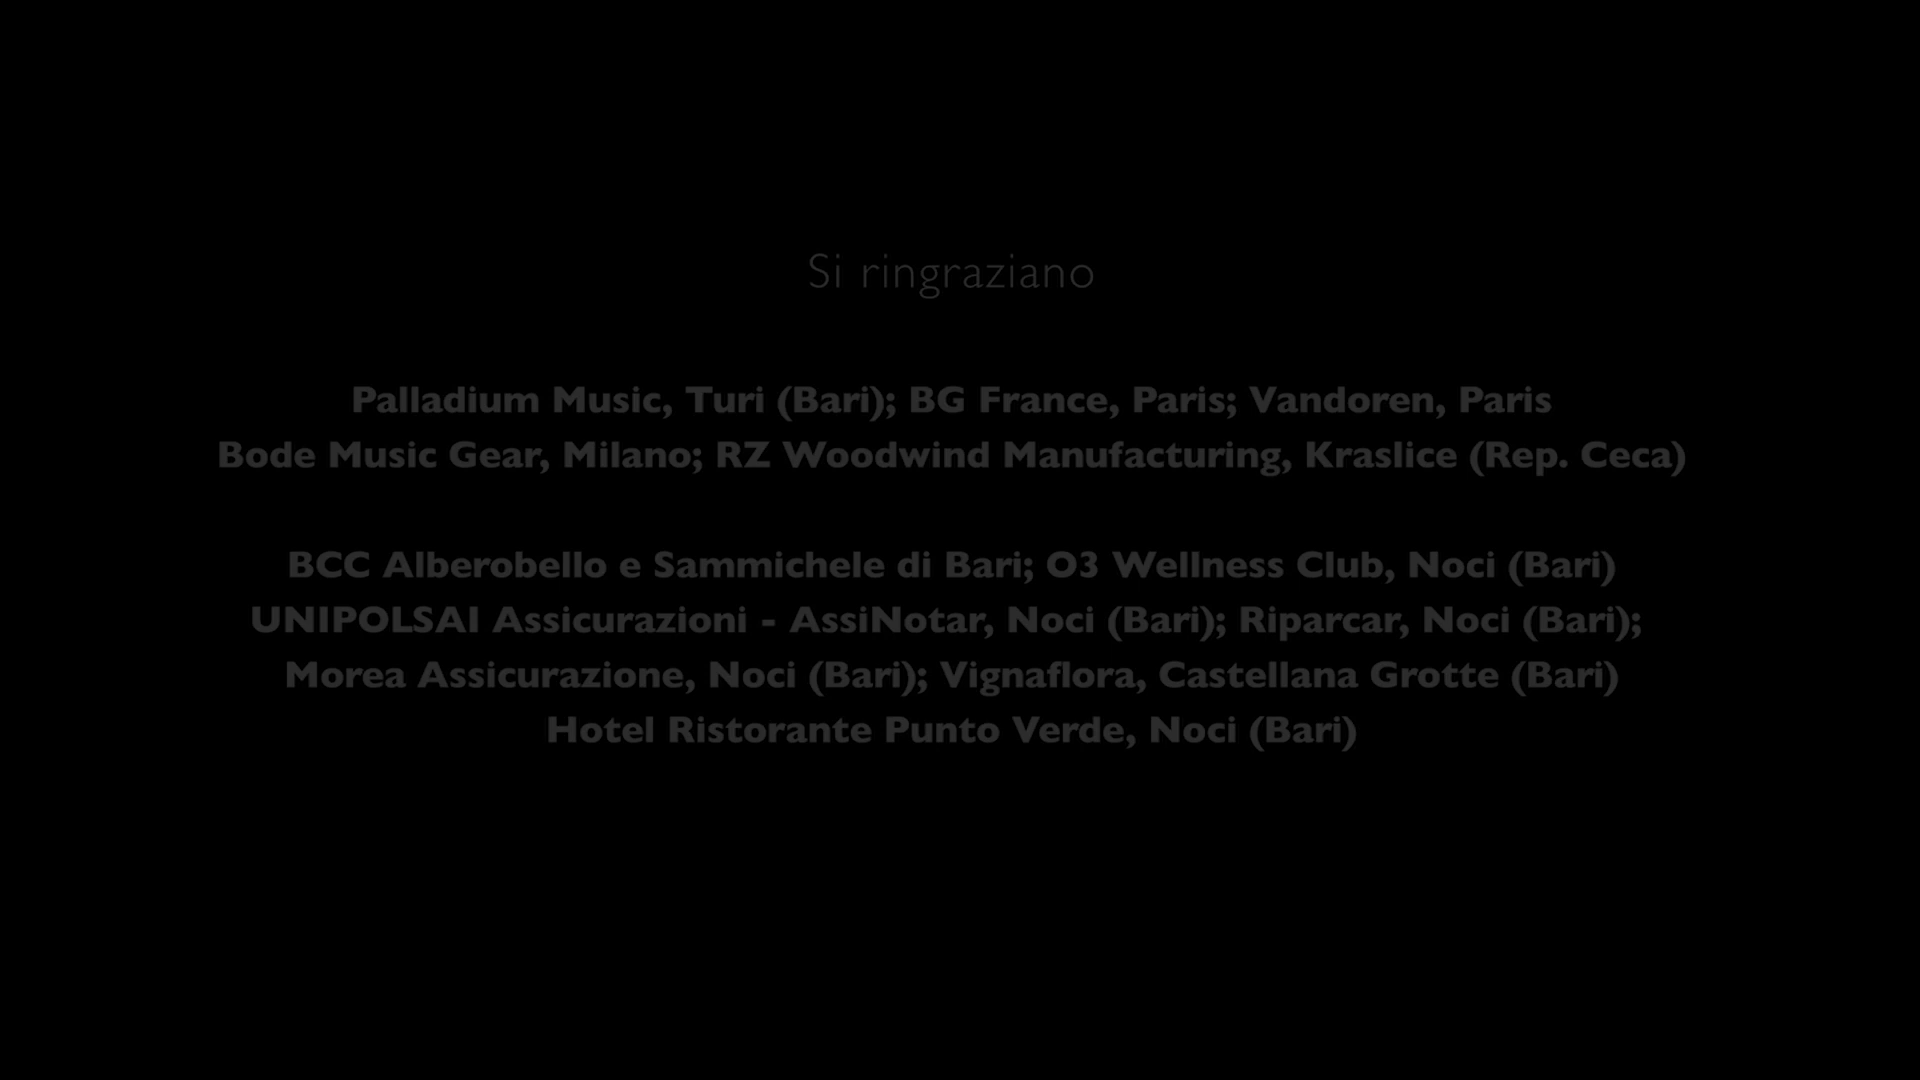 Si ringraziano
Palladium Music, Turi (Bari); BG France, Paris; Vandoren, Paris
Bode Music Gear, Milano; RZ Woodwind Manufacturing, Kraslice (Rep. Ceca)
BCC Alberobello e Sammichele di Bari; O3 Wellness Club, Noci (Bari)
UNIPOLSAI Assicurazioni - AssiNotar, Noci (Bari); Riparcar, Noci (Bari);
Morea Assicurazione, Noci (Bari); Vignaflora, Castellana Grotte (Bari)
Hotel Ristorante Punto Verde, Noci (Bari)